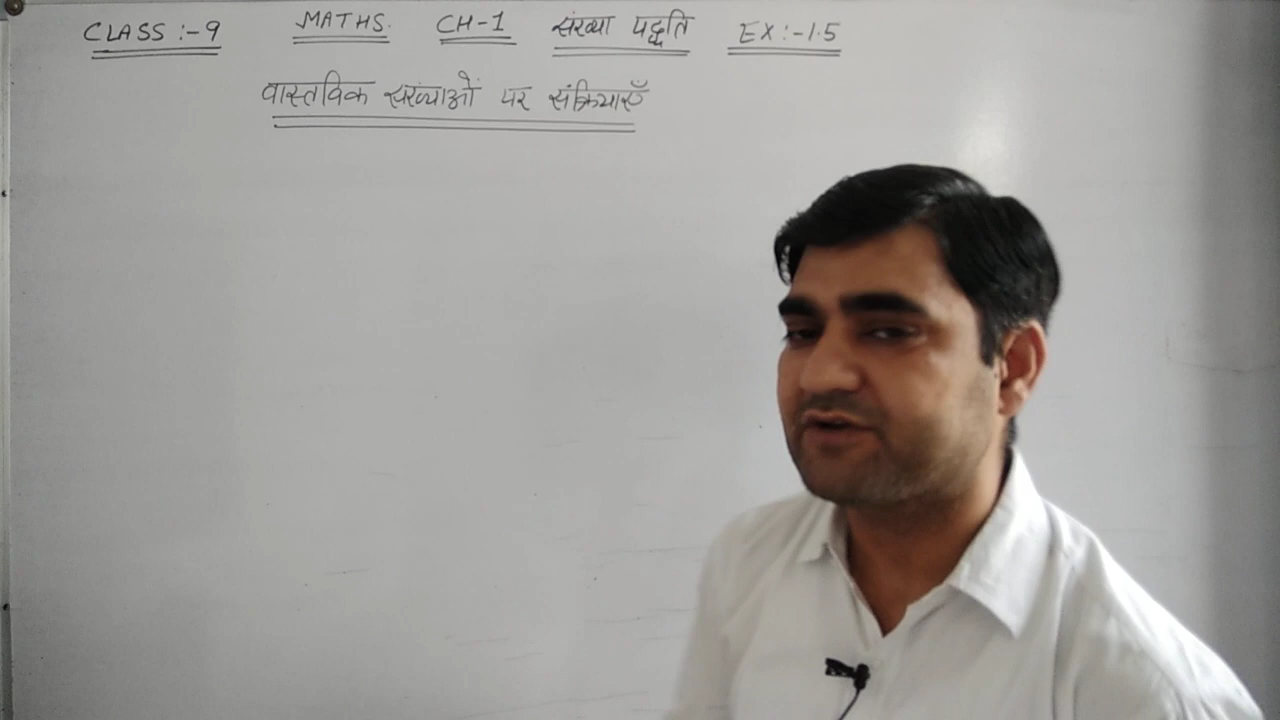 CLASS :- 9 MATHS. CH-1 संख्या पद्धति EX:-1.5
वास्तविक संख्याओं पर संक्रियाएँ